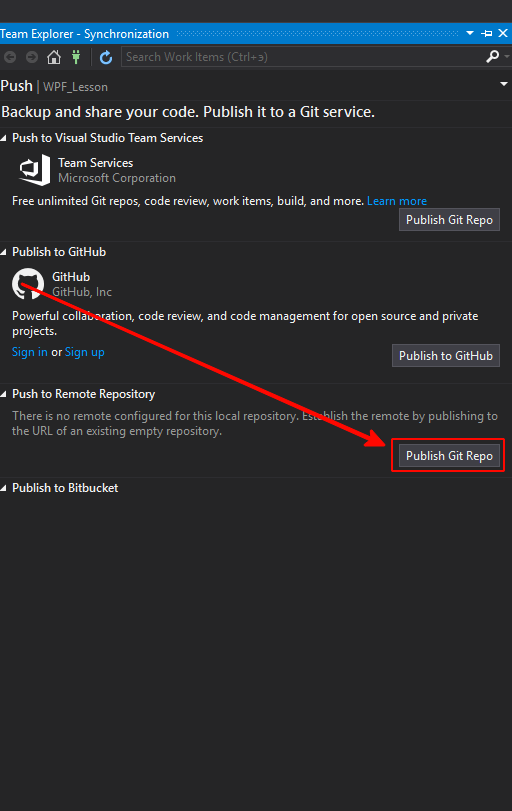 Team Explorer - Synchronization
Search Work Items (Ctrl+э)
Push | WPF_Lesson
Backup and share your code. Publish it to a Git service.
Push to Visual Studio Team Services
Team Services
Microsoft Corporation
Free unlimited Git repos, code review, work items, build, and more. Learn more
Publish Git Repo
Publish to GitHub
GitHub
GitHub, Inc
Powerful collaboration, code review, and code management for open source and private
projects.
Sign in or Sign up
Publish to GitHub
Push to Remote Repository
There is no remote configured for this local repository. Establish the remote by publishing to
the URL of an existing empty repository.
Publish Git Repo
Publish to Bitbucket